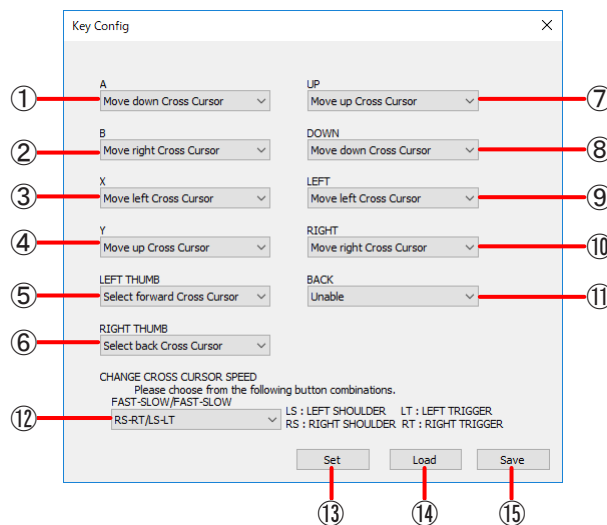 Key Config
A
① Move down Cross Cursor
UP
Move up Cross Cursor ⑦
B
② Move right Cross Cursor
DOWN
Move down Cross Cursor ⑧
X
③ Move left Cross Cursor
LEFT
Move left Cross Cursor ⑨
Y
④ Move up Cross Cursor
RIGHT
Move right Cross Cursor ⑩
LEFT THUMB
⑤ Select forward Cross Cursor
BACK
Unable ⑪
RIGHT THUMB
⑥ Select back Cross Cursor
CHANGE CROSS CURSOR SPEED
Please choose from the following button combinations.
FAST-SLOW/FAST-SLOW
⑫ RS-RT/LS-LT
LS : LEFT SHOULDER LT : LEFT TRIGGER
RS : RIGHT SHOULDER RT : RIGHT TRIGGER
Set Load Save
⑬ ⑭ ⑮